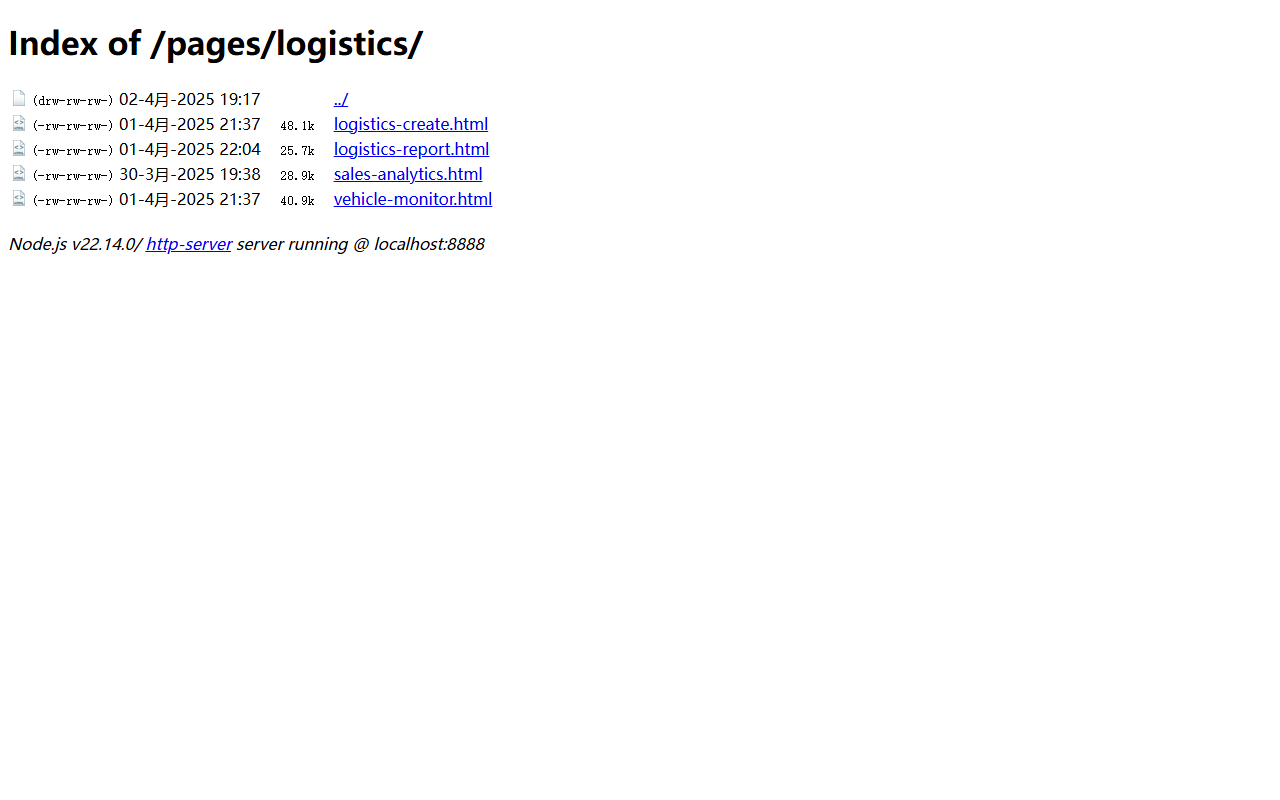 Index of /pages/logistics/
(drw-rw-rw-) 02-4月-2025 19:17 ../
(-rw-rw-rw-) 01-4月-2025 21:37 48.1k logistics-create.html
(-rw-rw-rw-) 01-4月-2025 22:04 25.7k logistics-report.html
(-rw-rw-rw-) 30-3月-2025 19:38 28.9k sales-analytics.html
(-rw-rw-rw-) 01-4月-2025 21:37 40.9k vehicle-monitor.html
Node.js v22.14.0/ http-server server running @ localhost:8888